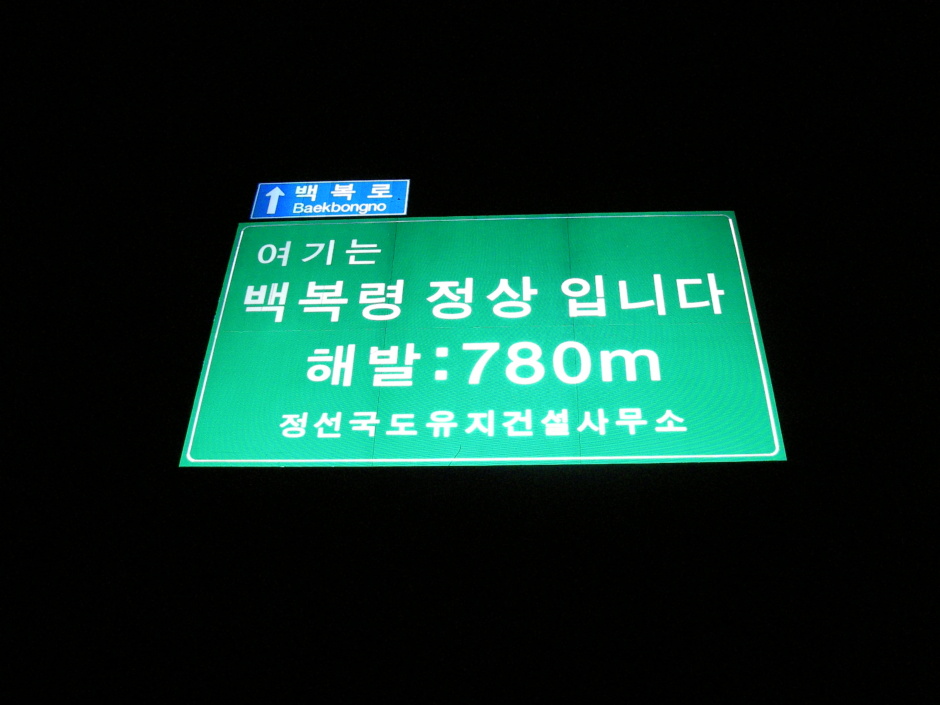 ↑ 백복로
Baekbongno
여기는
백복령 정상 입니다
해발:780m
정선국도유지건설사무소